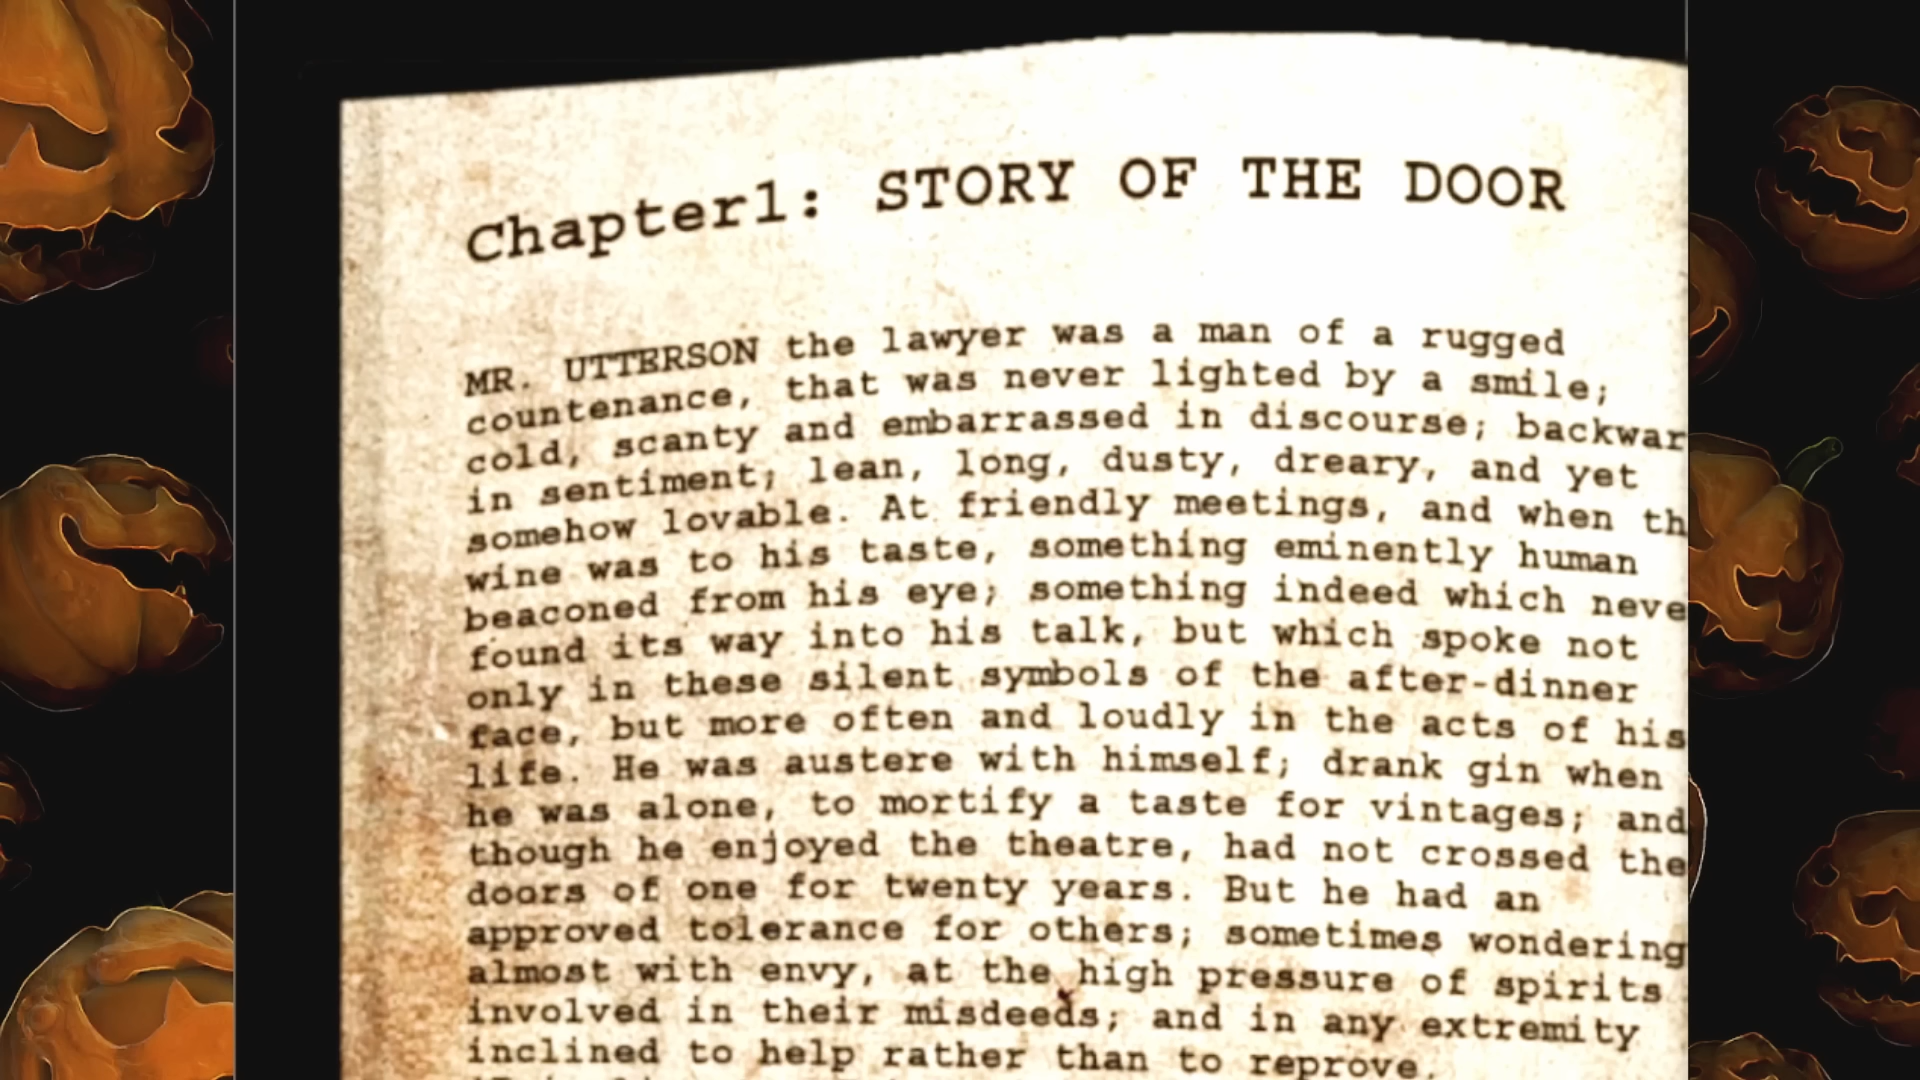 Chapter1: STORY OF THE DOOR
MR. UTTERSON the lawyer was a man of a rugged
countenance, that was never lighted by a smile;
cold, scanty and embarrassed in discourse; backwar
in sentiment; lean, long, dusty, dreary, and yet
somehow lovable. At friendly meetings, and when th
wine was to his taste, something eminently human
beaconed from his eye; something indeed which neve
found its way into his talk, but which spoke not
only in these silent symbols of the after-dinner
face, but more often and loudly in the acts of his
life. He was austere with himself; drank gin when
he was alone, to mortify a taste for vintages; and
though he enjoyed the theatre, had not crossed the
doors of one for twenty years. But he had an
approved tolerance for others; sometimes wondering
almost with envy, at the high pressure of spirits
involved in their misdeeds; and in any extremity
inclined to help rather than to reprove.